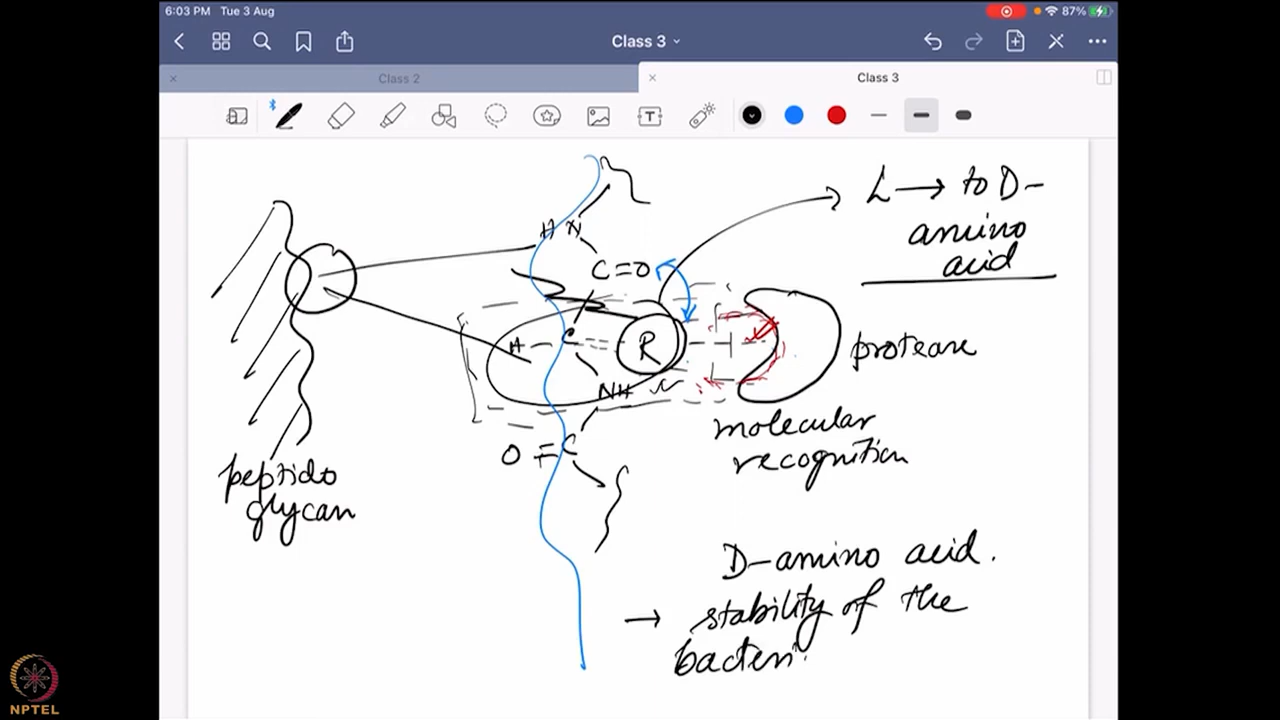 6:03 PM Tue 3 Aug
87%
Class 3
Class 2
Class 3
T
H N
C=O
H
C
R
NH
O=C
L → to D-
amino
acid
protease
molecular
recognition
peptido
glycan
D-amino acid.
→ stability of the
bacteri
NPTEL